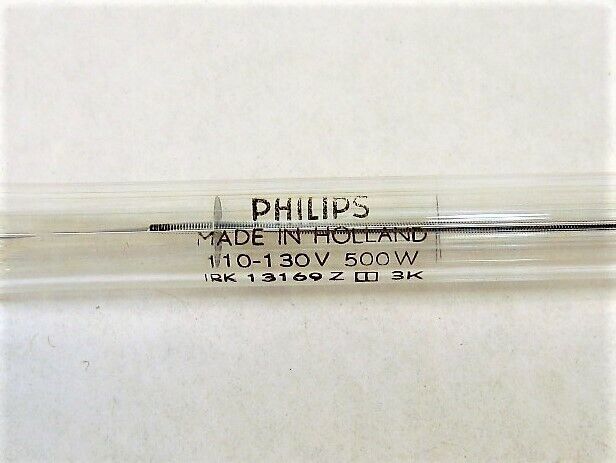 PHILIPS
MADE IN HOLLAND
110-130V 500W
IRK 13169 Z 3K